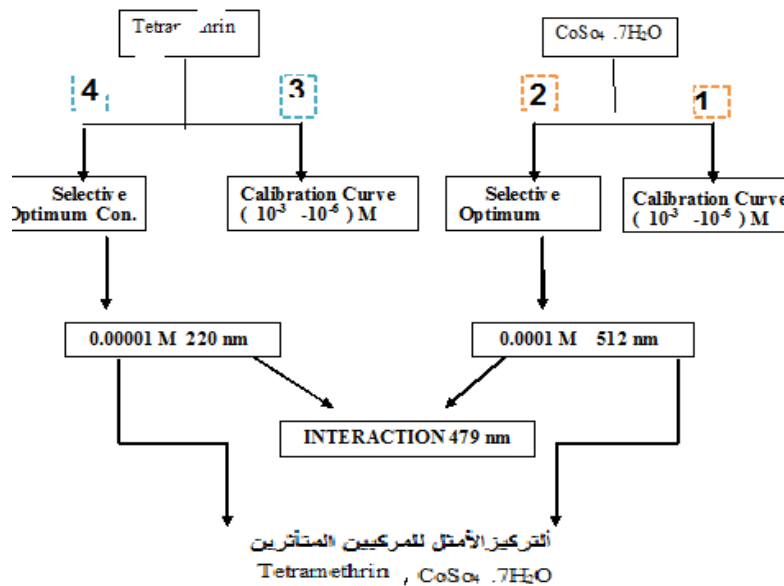 CoSo₄ .7H₂O
4
3
2
1
Selective
Optimum Con.
Calibration Curve
( 10⁻³ -10⁻⁶ ) M
Selective
Optimum
Calibration Curve
( 10⁻³ -10⁻⁶ ) M
0.00001 M 220 nm
0.0001 M 512 nm
INTERACTION 479 nm
ألتركيز الأمثل للمركبين المتأثرين
Tetramethrin , CoSO₄ .7H₂O